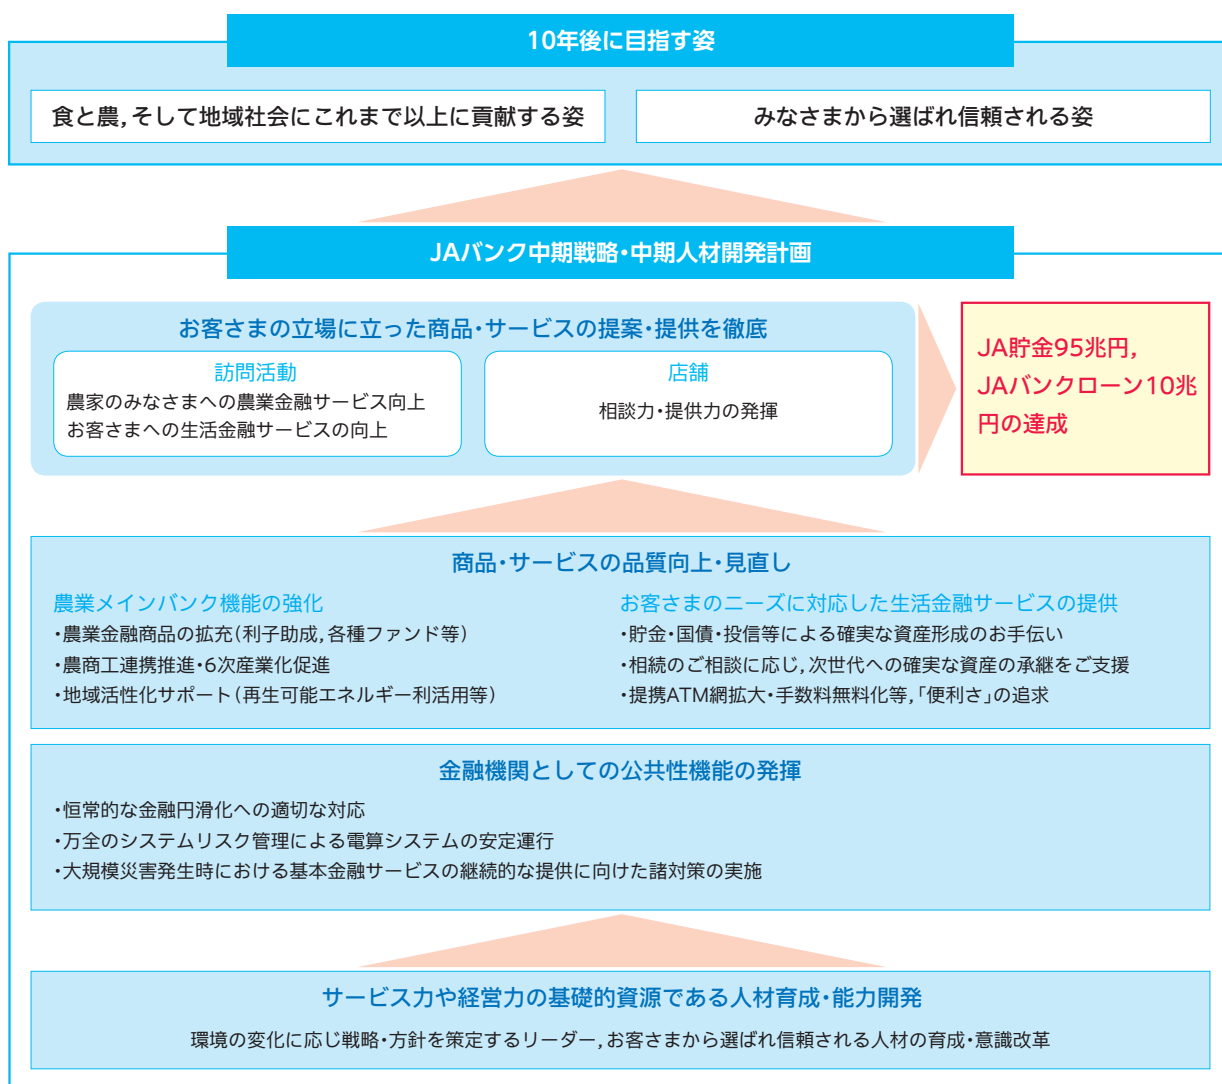 10年後に目指す姿
食と農,そして地域社会にこれまで以上に貢献する姿
みなさまから選ばれ信頼される姿
JAバンク中期戦略・中期人材開発計画
お客さまの立場に立った商品・サービスの提案・提供を徹底
訪問活動
農家のみなさまへの農業金融サービス向上
お客さまへの生活金融サービスの向上
店舗
相談力・提供力の発揮
JA貯金95兆円,
JAバンクローン10兆
円の達成
商品・サービスの品質向上・見直し
農業メインバンク機能の強化
・農業金融商品の拡充(利子助成,各種ファンド等)
・農商工連携推進・6次産業化促進
・地域活性化サポート(再生可能エネルギー利活用等)
お客さまのニーズに対応した生活金融サービスの提供
・貯金・国債・投信等による確実な資産形成のお手伝い
・相続のご相談に応じ,次世代への確実な資産の承継をご支援
・提携ATM網拡大・手数料無料化等,「便利さ」の追求
金融機関としての公共性機能の発揮
・恒常的な金融円滑化への適切な対応
・万全のシステムリスク管理による電算システムの安定運行
・大規模災害発生時における基本金融サービスの継続的な提供に向けた諸対策の実施
サービス力や経営力の基礎的資源である人材育成・能力開発
環境の変化に応じ戦略・方針を策定するリーダー,お客さまから選ばれ信頼される人材の育成・意識改革